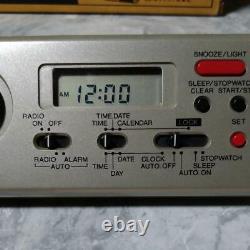 SNOOZE/LIGHT
AM 12:00
SLEEP/STOPWATCH
CLEAR START/ST
RADIO
ON OFF
TIME DATE
TIME CALENDAR
LOCK
SET
RADIO ALARM
AUTO
TIME DATE
DAY
CLOCK
AUTO OFF
STOPWATCH
SLEEP
AUTO ON